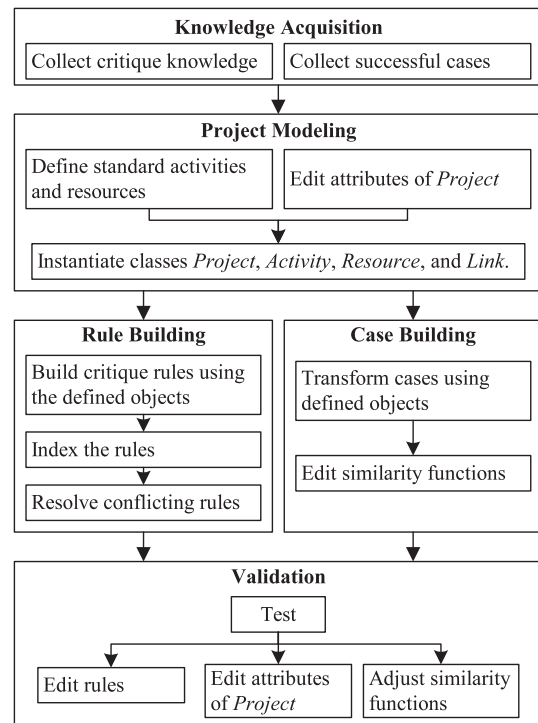 Knowledge Acquisition
Collect critique knowledge
Collect successful cases
Project Modeling
Define standard activities
and resources
Edit attributes of Project
Instantiate classes Project, Activity, Resource, and Link.
Rule Building
Build critique rules using
the defined objects
Index the rules
Resolve conflicting rules
Case Building
Transform cases using
defined objects
Edit similarity functions
Validation
Test
Edit rules
Edit attributes
of Project
Adjust similarity
functions